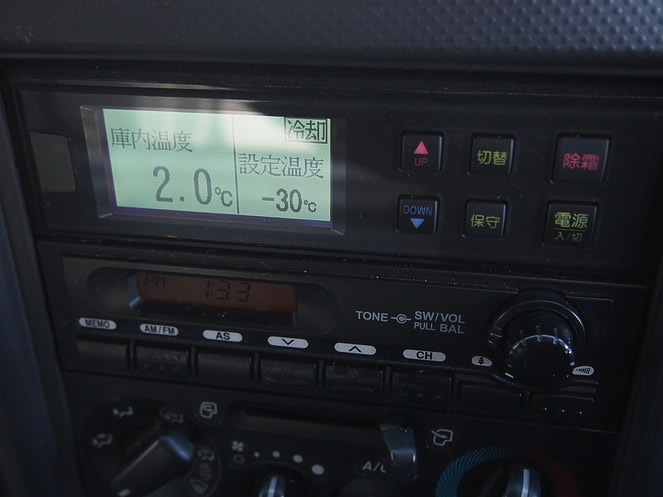 冷却
庫内温度
設定温度
2.0℃
-30℃
UP
切替
除霜
DOWN
保守
電源
入/切
PM 1:33
TONE SW/VOL
PULL BAL
MEMO
AM/FM
AS
CH
A/C